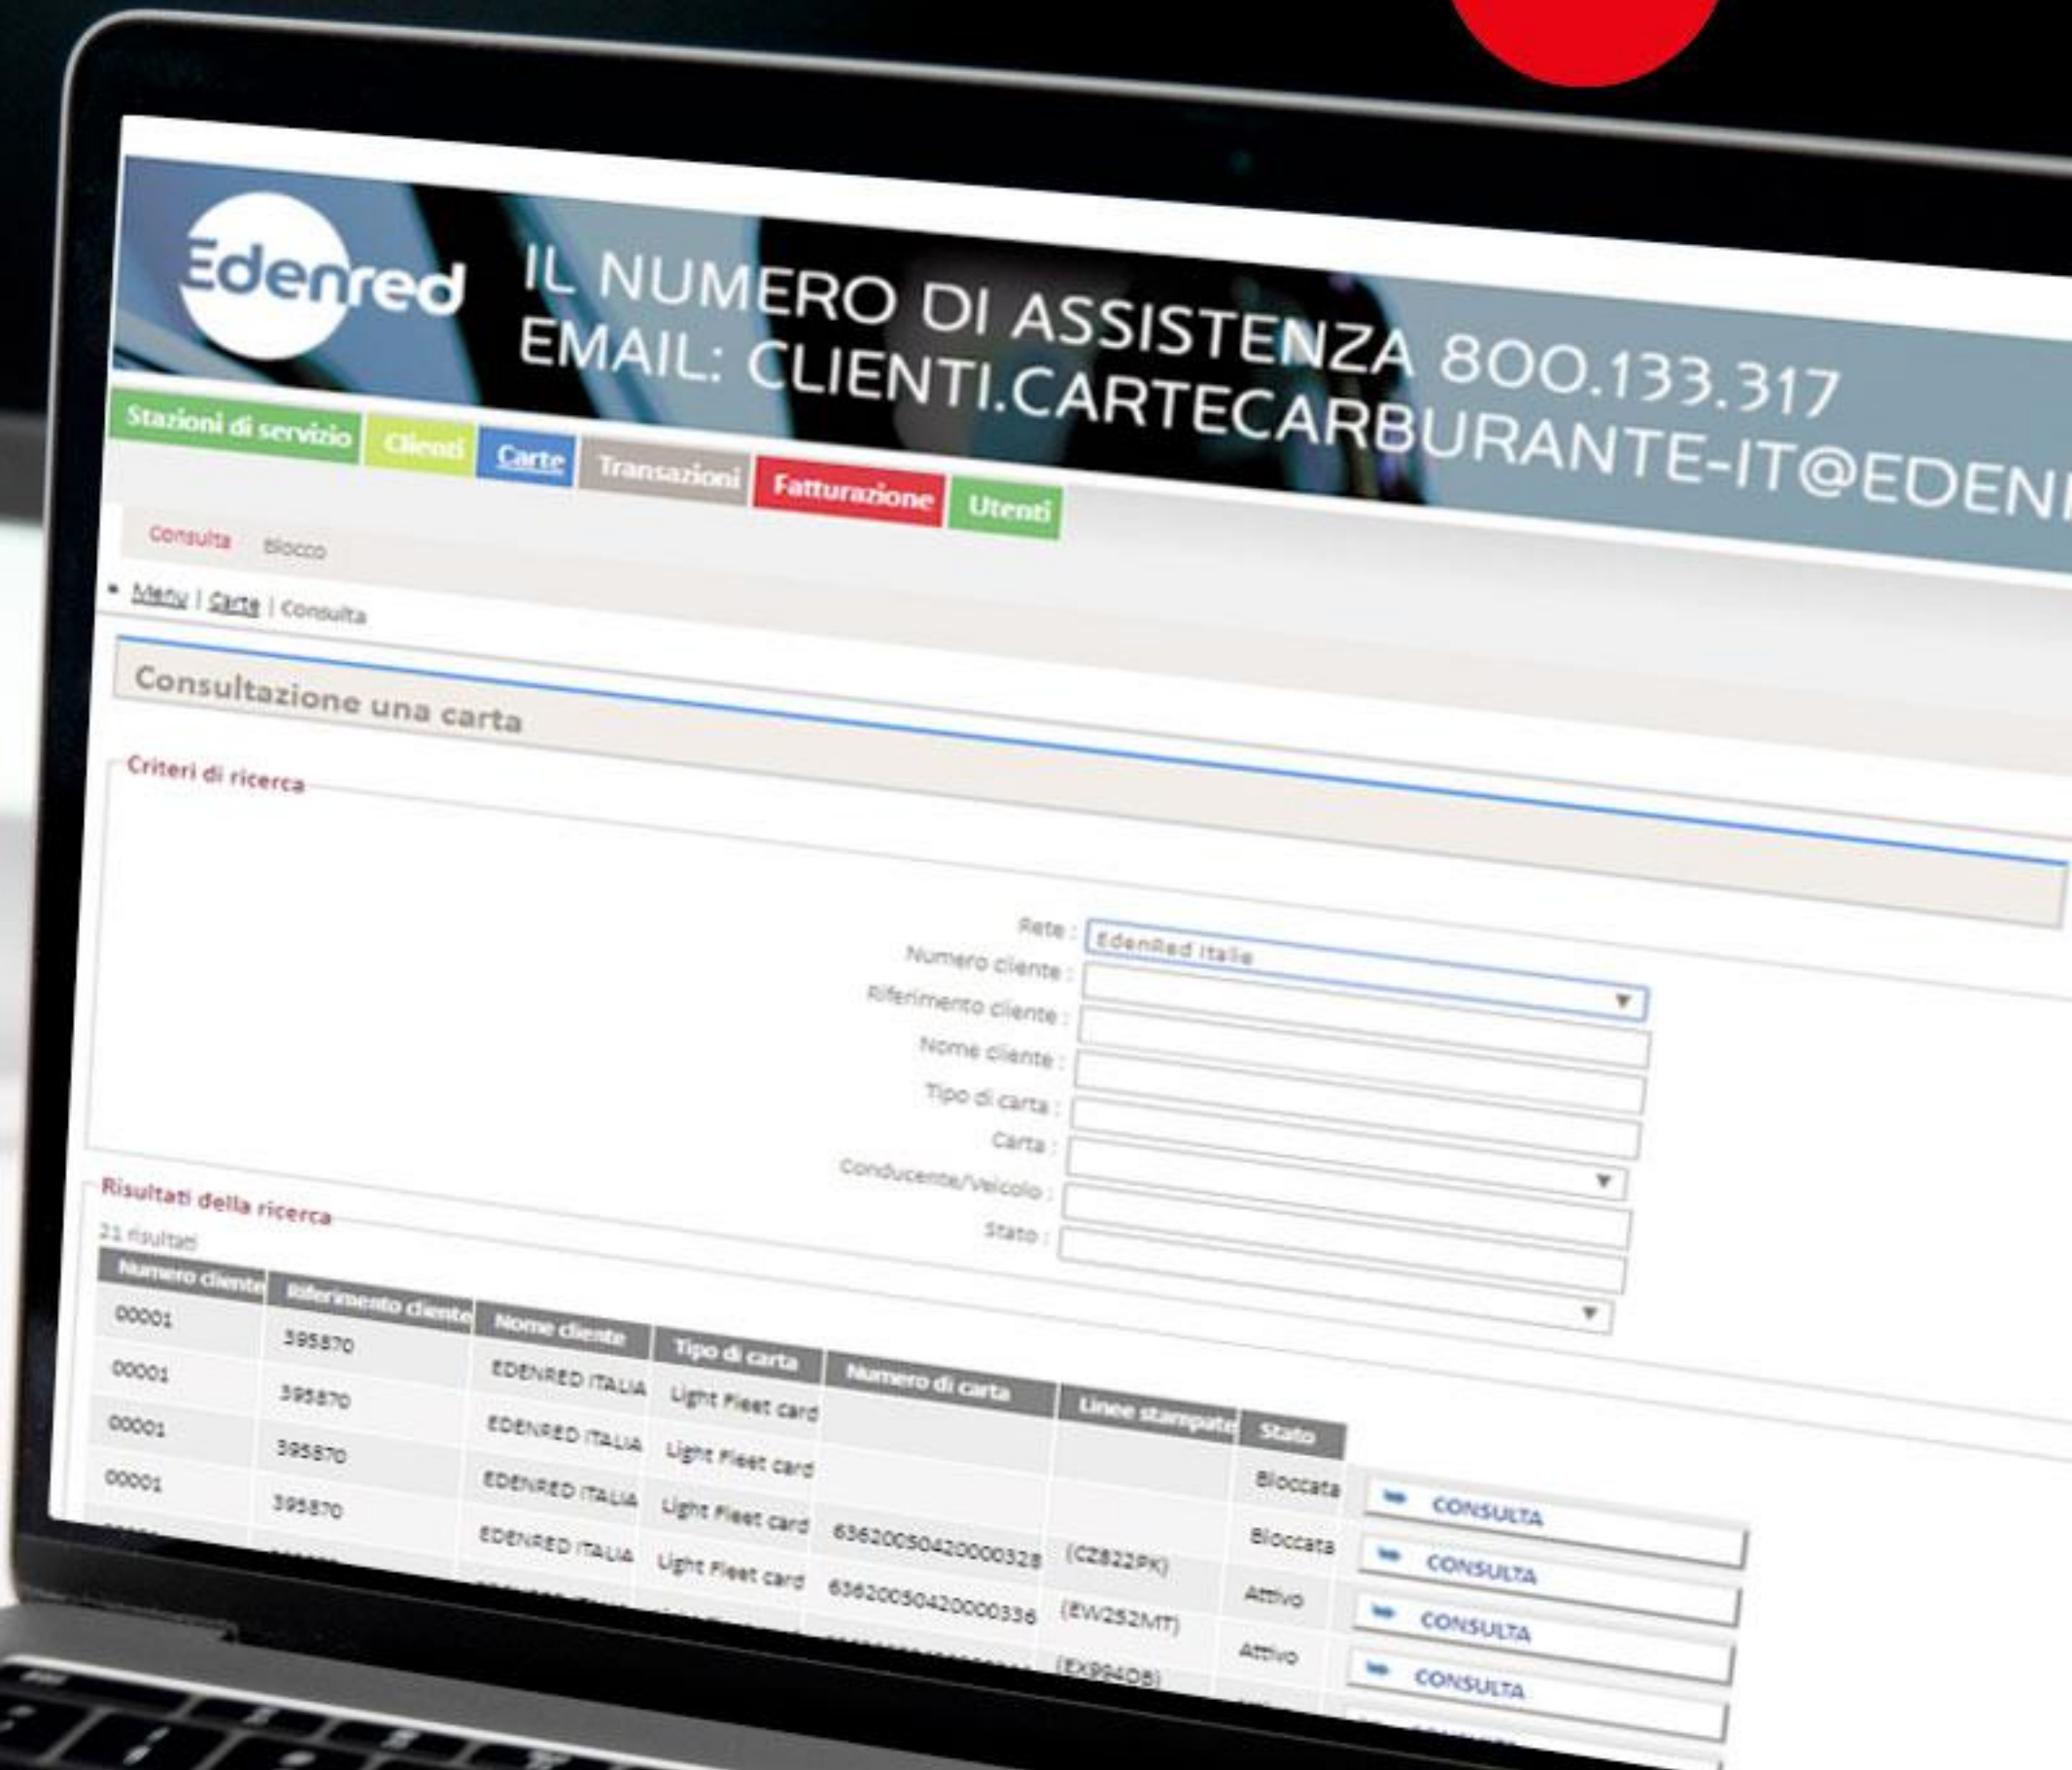 Edenred
IL NUMERO DI ASSISTENZA 800.133.317
EMAIL: CLIENTI.CARTECARBURANTE-IT@EDENR
Stazioni di servizio Clienti Carte Transazioni Fatturazione Utenti
Consulta Blocco
Menu | Carte | Consulta
Consultazione una carta
Criteri di ricerca
Rete : EdenRed Italie
Numero cliente :
Riferimento cliente :
Nome cliente :
Tipo di carta :
Carta :
Conducente/Veicolo :
Stato :
Risultati della ricerca
21 risultati
Numero cliente Riferimento cliente Nome cliente Tipo di carta Numero di carta Linee stampate Stato
00001 395870 EDENRED ITALIA Light Fleet card Bloccata CONSULTA
00001 395870 EDENRED ITALIA Light Fleet card Bloccata CONSULTA
00001 395870 EDENRED ITALIA Light Fleet card 63620050420000328 (CZ822PK) Attivo CONSULTA
00001 395870 EDENRED ITALIA Light Fleet card 63620050420000336 (EW252MT) Attivo CONSULTA
(EX994DB)